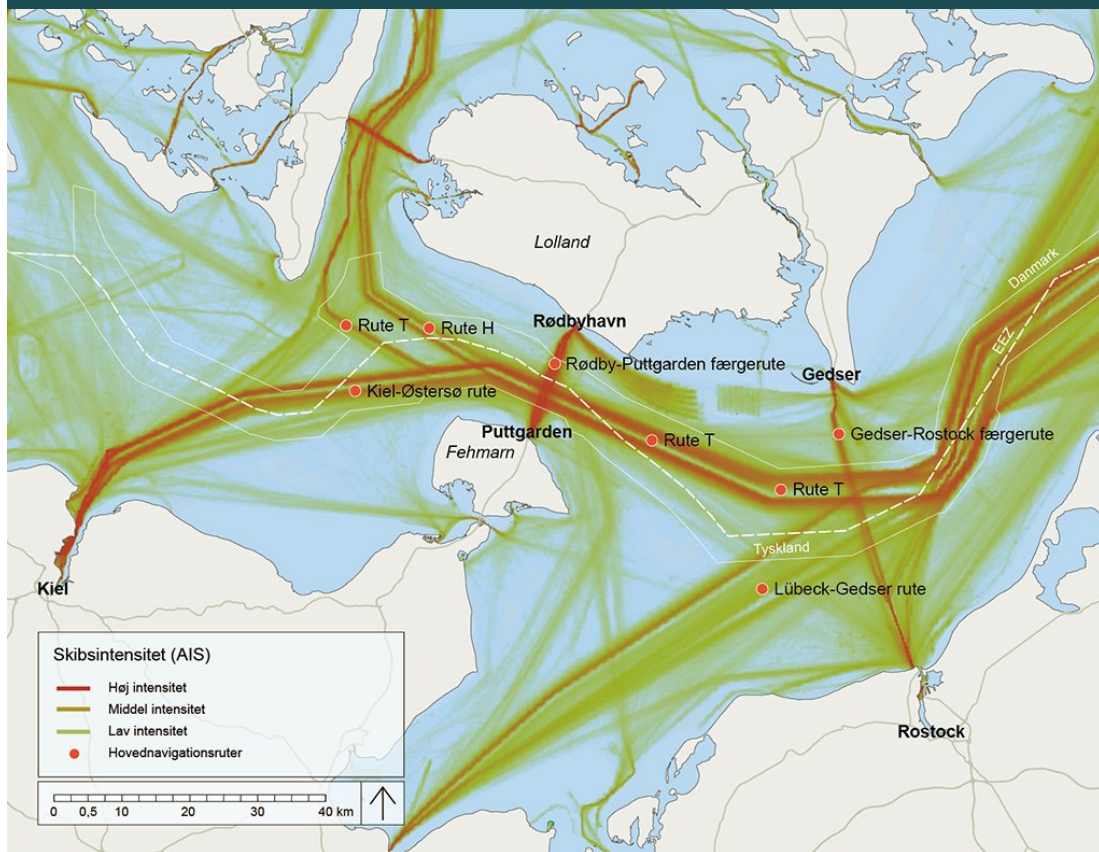 Lolland
Danmark
EEZ
Rute T
Rute H
Rødbyhavn
Rødby-Puttgarden færgerute
Gedser
Kiel-Østersø rute
Puttgarden
Fehmarn
Rute T
Gedser-Rostock færgerute
Rute T
Tyskland
Lübeck-Gedser rute
Kiel
Rostock
Skibsintensitet (AIS)
Høj intensitet
Middel intensitet
Lav intensitet
Hovednavigationsruter
0 0,5 10 20 30 40 km